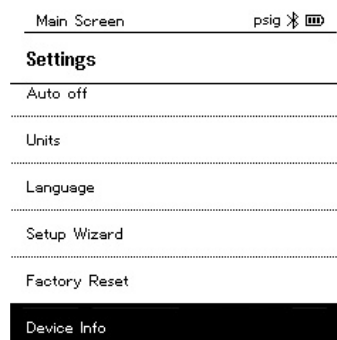 Main Screen psig
Settings
Auto off
Units
Language
Setup Wizard
Factory Reset
Device Info